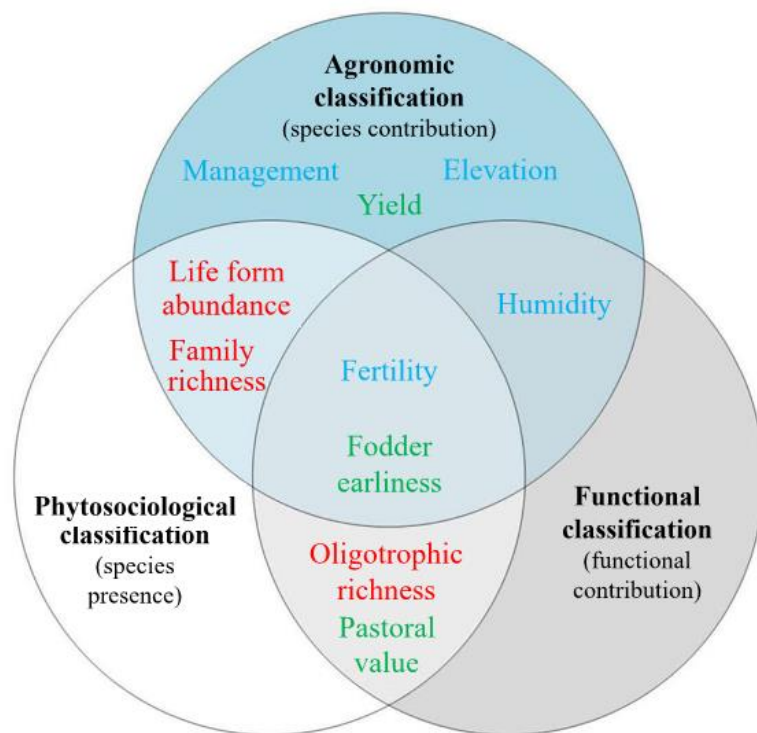 Agronomic
classification
(species contribution)
Management
Elevation
Yield
Life form
abundance
Family
richness
Humidity
Fertility
Fodder
earliness
Phytosociological
classification
(species
presence)
Functional
classification
(functional
contribution)
Oligotrophic
richness
Pastoral
value